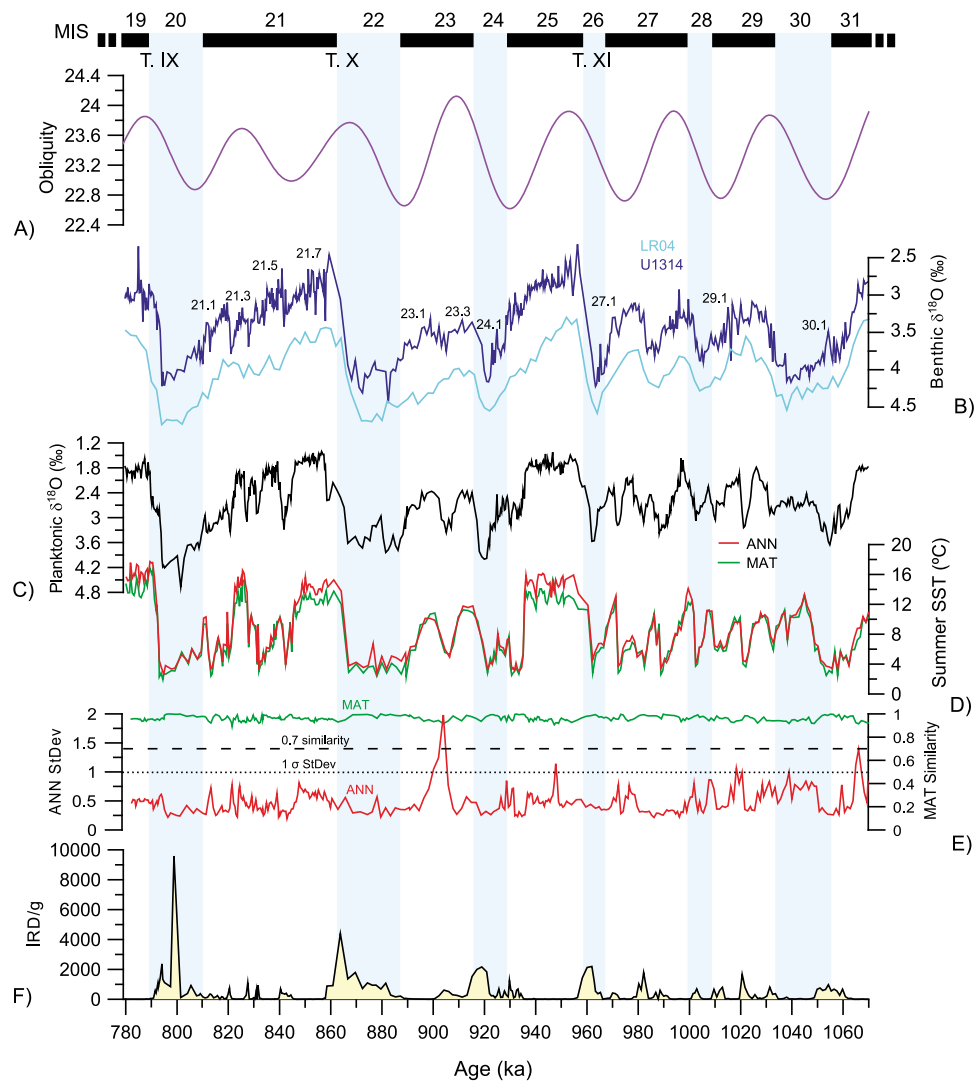 MIS 19 20 21 22 23 24 25 26 27 28 29 30 31
T. IX T. X T. XI
24.4
24
23.6
23.2
22.8
22.4
Obliquity
A)
LR04
U1314
21.7
21.5
21.3
21.1
23.1
23.3
24.1
27.1
29.1
30.1
2.5
3
3.5
4
4.5
Benthic δ18O (‰)
B)
1.2
1.8
2.4
3
3.6
4.2
4.8
Planktonic δ18O (‰)
C)
ANN
MAT
20
16
12
8
4
0
Summer SST (ºC)
D)
2
1.5
1
0.5
0
ANN StDev
MAT
0.7 similarity
1 σ StDev
ANN
1
0.8
0.6
0.4
0.2
0
MAT Similarity
E)
10000
8000
6000
4000
2000
0
IRD/g
F)
780 800 820 840 860 880 900 920 940 960 980 1000 1020 1040 1060
Age (ka)